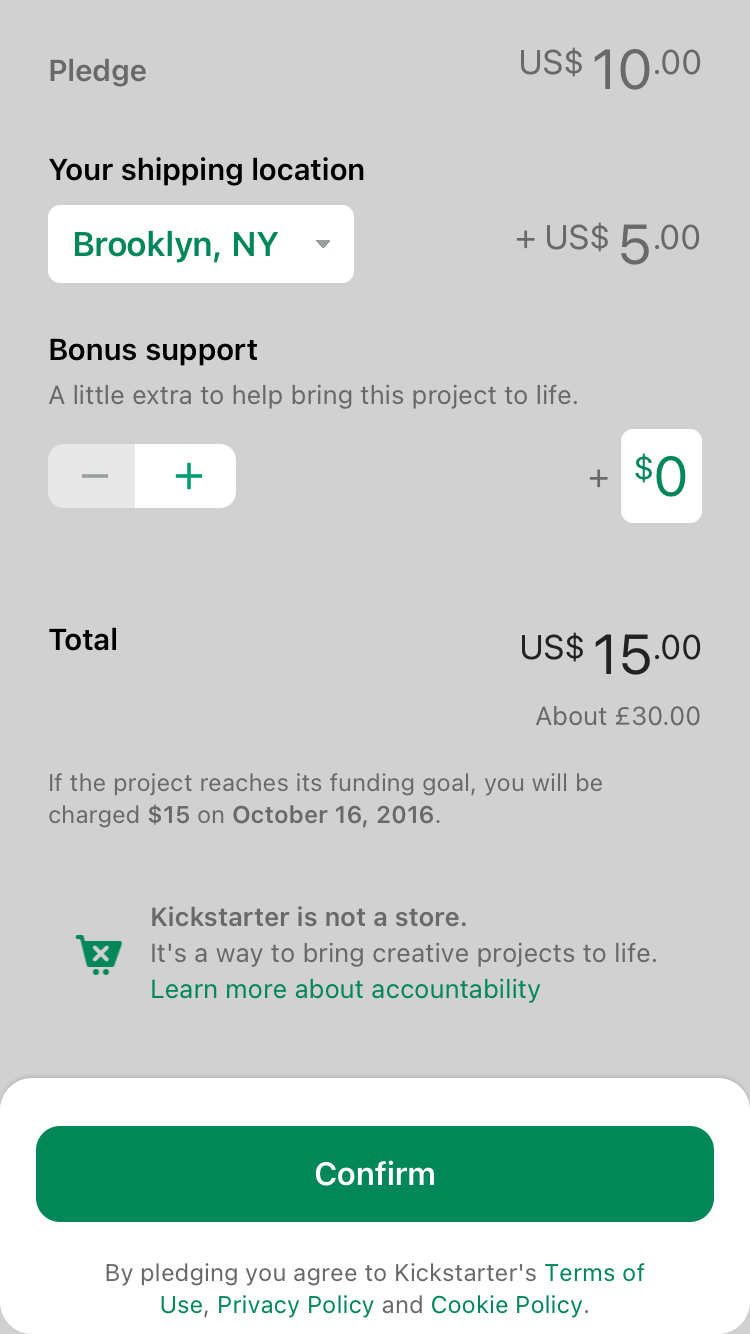 Pledge US$ 10.00
Your shipping location
Brooklyn, NY + US$ 5.00
Bonus support
A little extra to help bring this project to life.
− + + $0
Total US$ 15.00
About £30.00
If the project reaches its funding goal, you will be
charged $15 on October 16, 2016.
Kickstarter is not a store.
It's a way to bring creative projects to life.
Learn more about accountability
Confirm
By pledging you agree to Kickstarter's Terms of
Use, Privacy Policy and Cookie Policy.